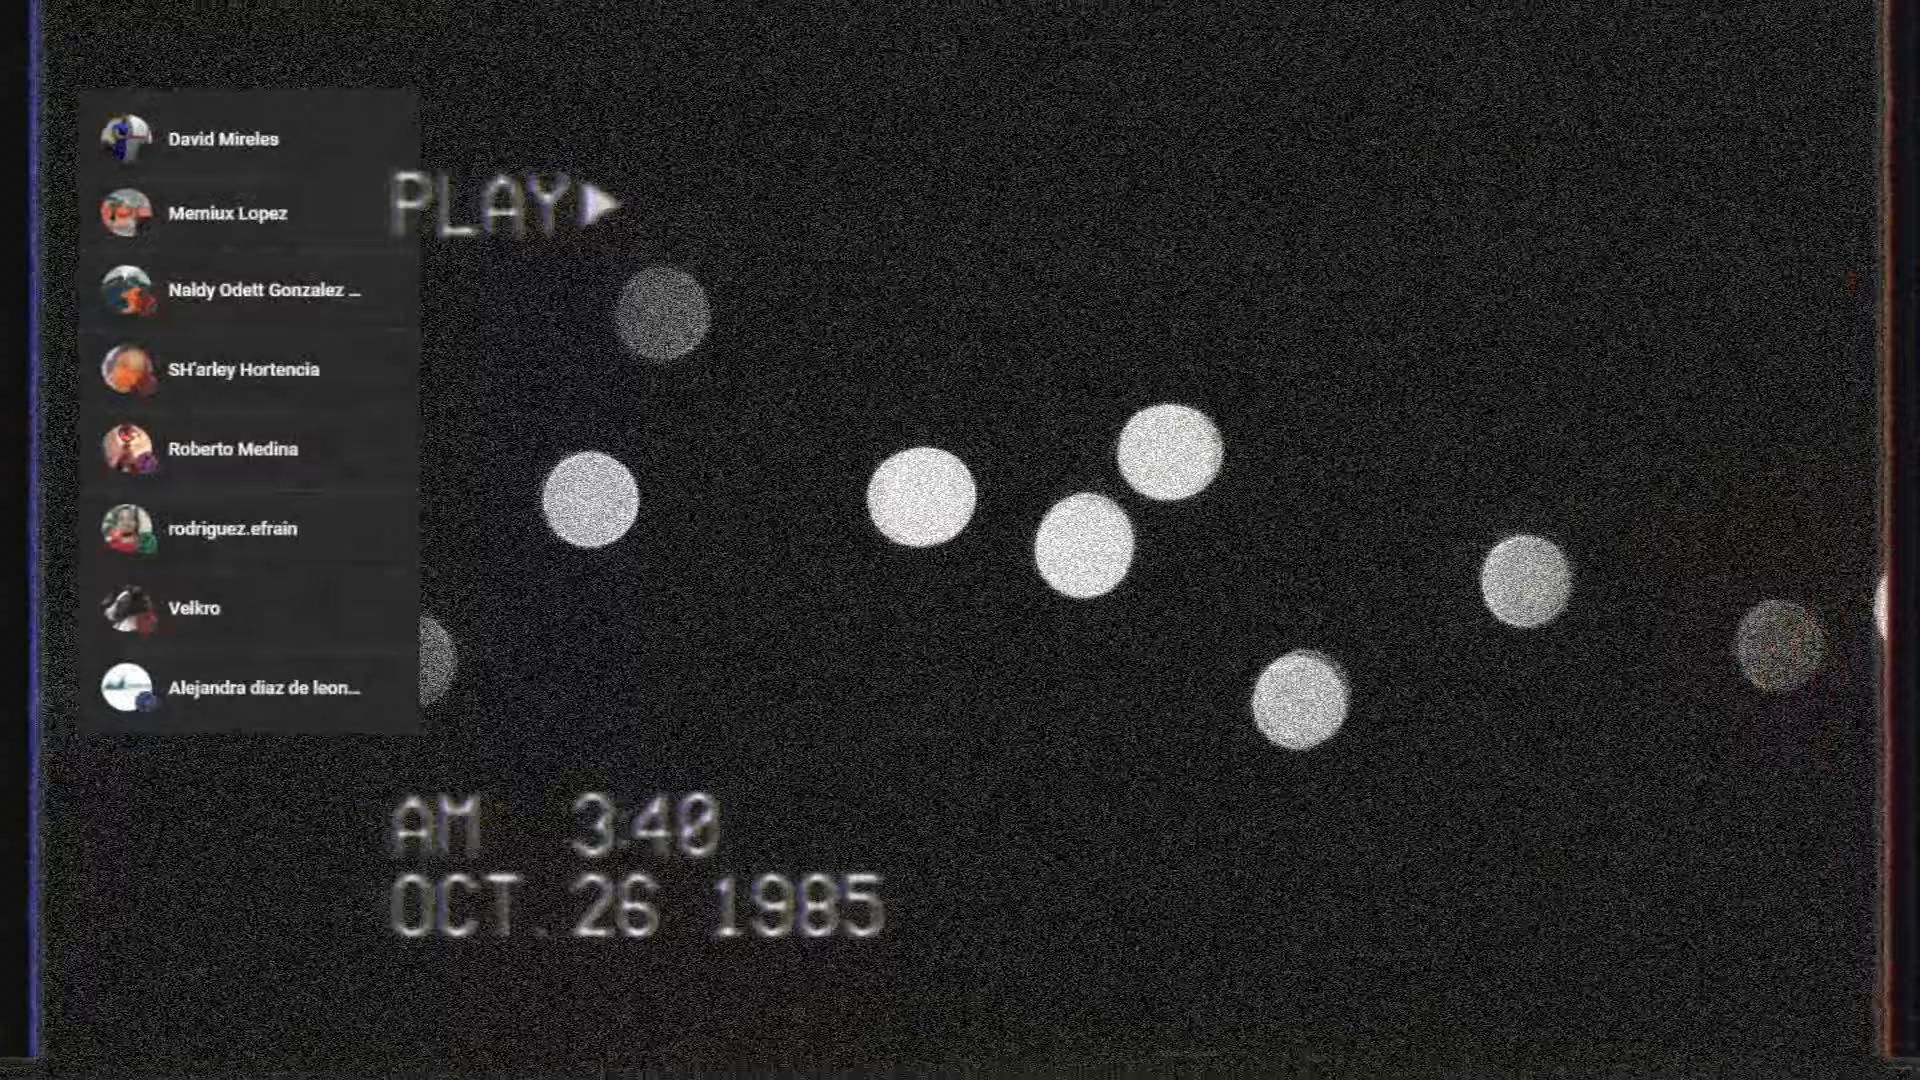 David Mireles
Merniux Lopez
Naldy Odett Gonzalez ...
SH'arley Hortencia
Roberto Medina
rodriguez.efrain
Velkro
Alejandra diaz de leon...
PLAY
AM 3:40
OCT. 26 1985